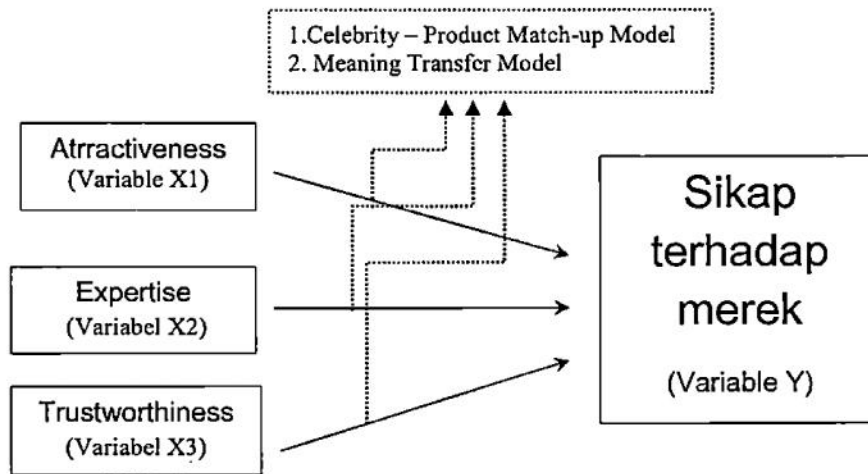 1.Celebrity – Product Match-up Model
2. Meaning Transfer Model
Atrractiveness
(Variable X1)
Expertise
(Variabel X2)
Trustworthiness
(Variabel X3)
Sikap
terhadap
merek
(Variable Y)